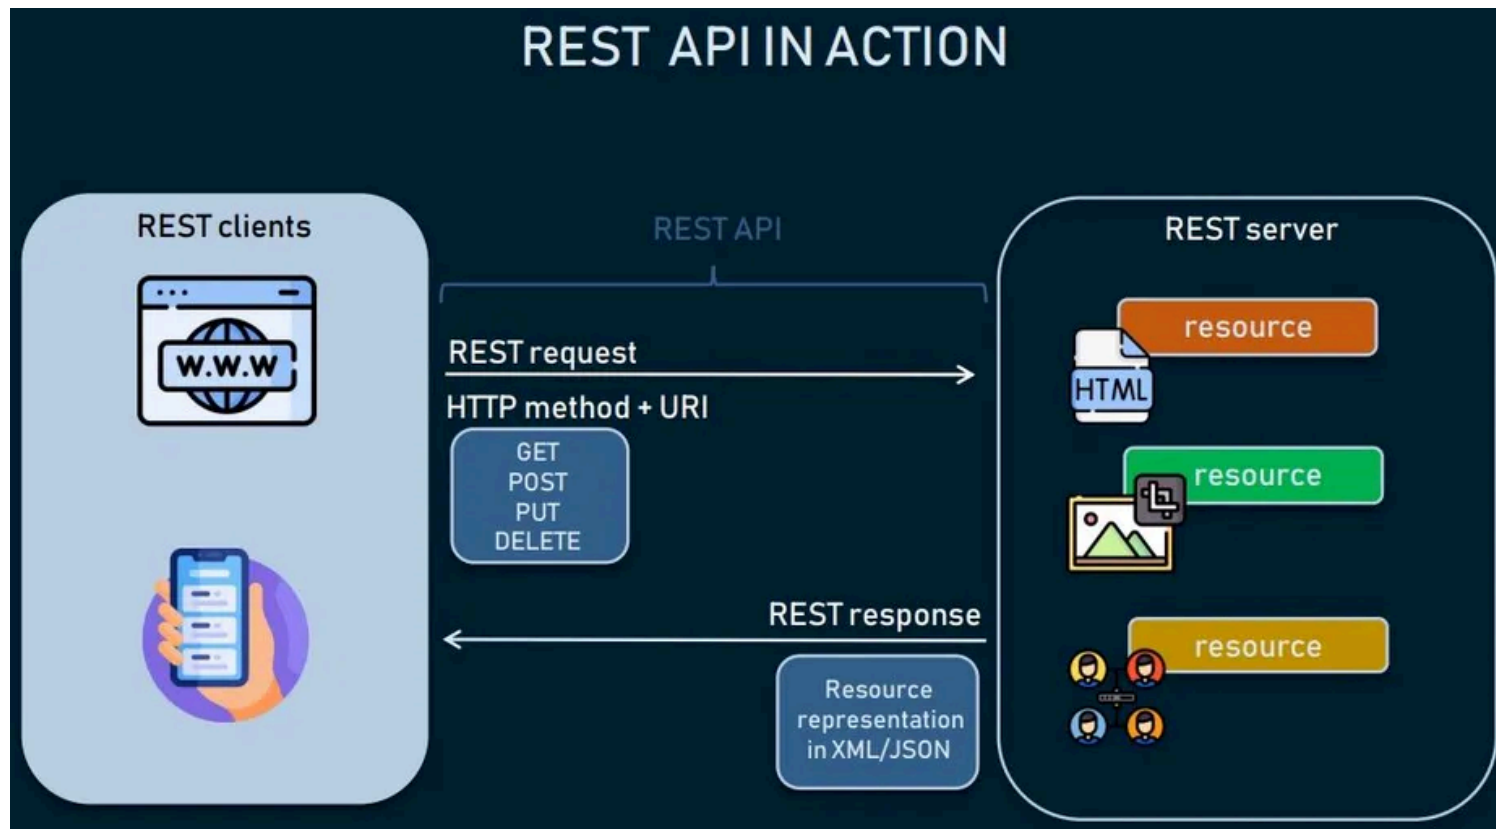 REST API IN ACTION
REST clients
W.W.W
REST API
REST request
HTTP method + URI
GET
POST
PUT
DELETE
REST response
Resource
representation
in XML/JSON
REST server
resource
HTML
resource
resource